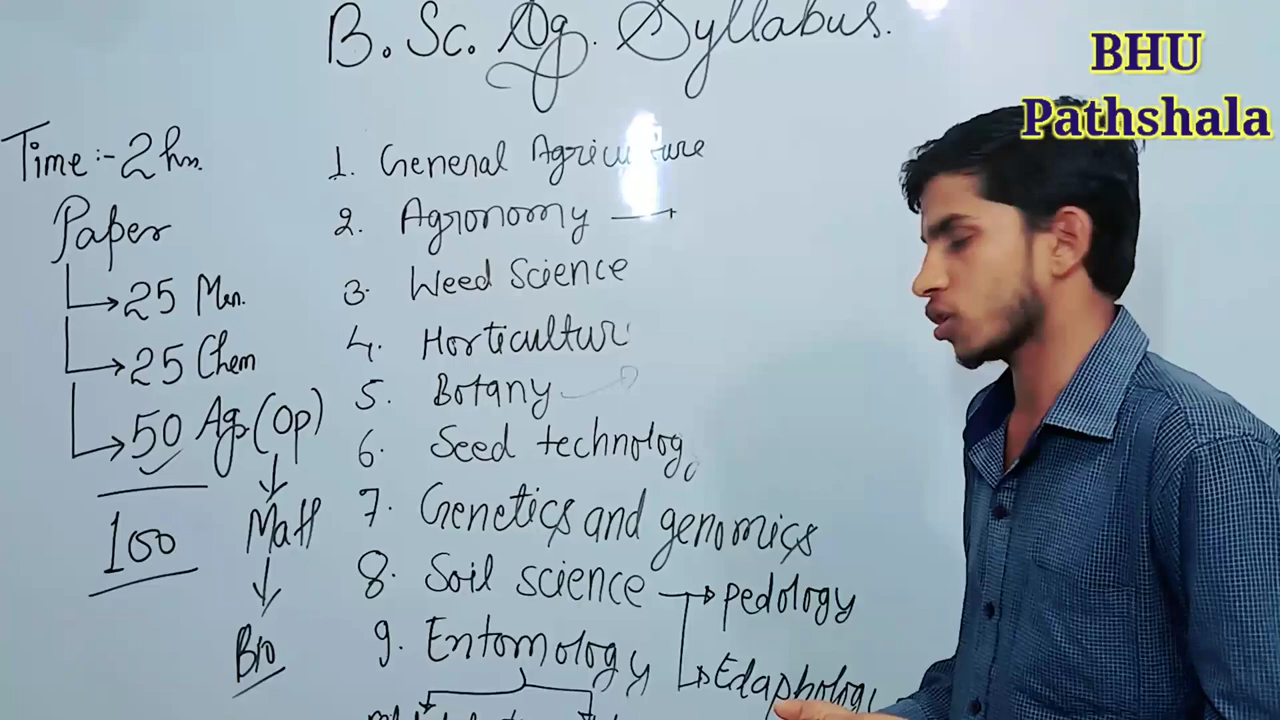 B. Sc. Ag. Syllabus.
BHU
Pathshala
Time :- 2 hrs.
Paper
25 Men.
25 Chem
50 Ag. (Op)
100
Math
Bio
1. General Agriculture
2. Agronomy
3. Weed Science
4. Horticultur
5. Botany
6. Seed technology
7. Genetics and genomics
8. Soil science → pedology
Edaphology
9. Entomology